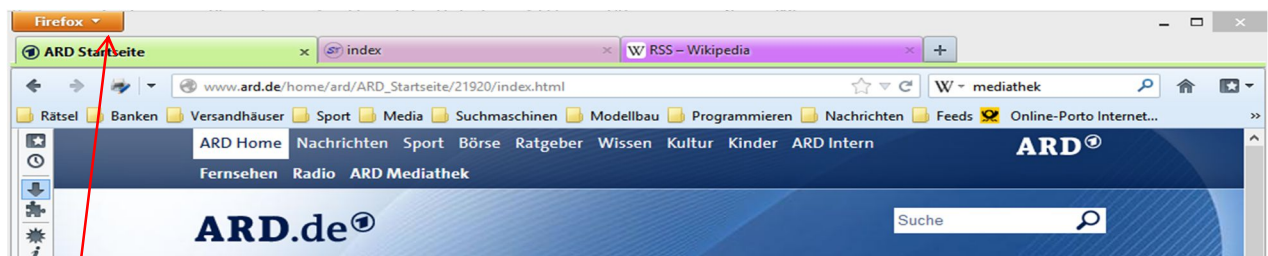 Firefox
ARD Startseite index W RSS – Wikipedia
www.ard.de/home/ard/ARD_Startseite/21920/index.html W mediathek
Rätsel Banken Versandhäuser Sport Media Suchmaschinen Modellbau Programmieren Nachrichten Feeds Online-Porto Internet...
ARD Home Nachrichten Sport Börse Ratgeber Wissen Kultur Kinder ARD Intern ARD
Fernsehen Radio ARD Mediathek
ARD.de Suche